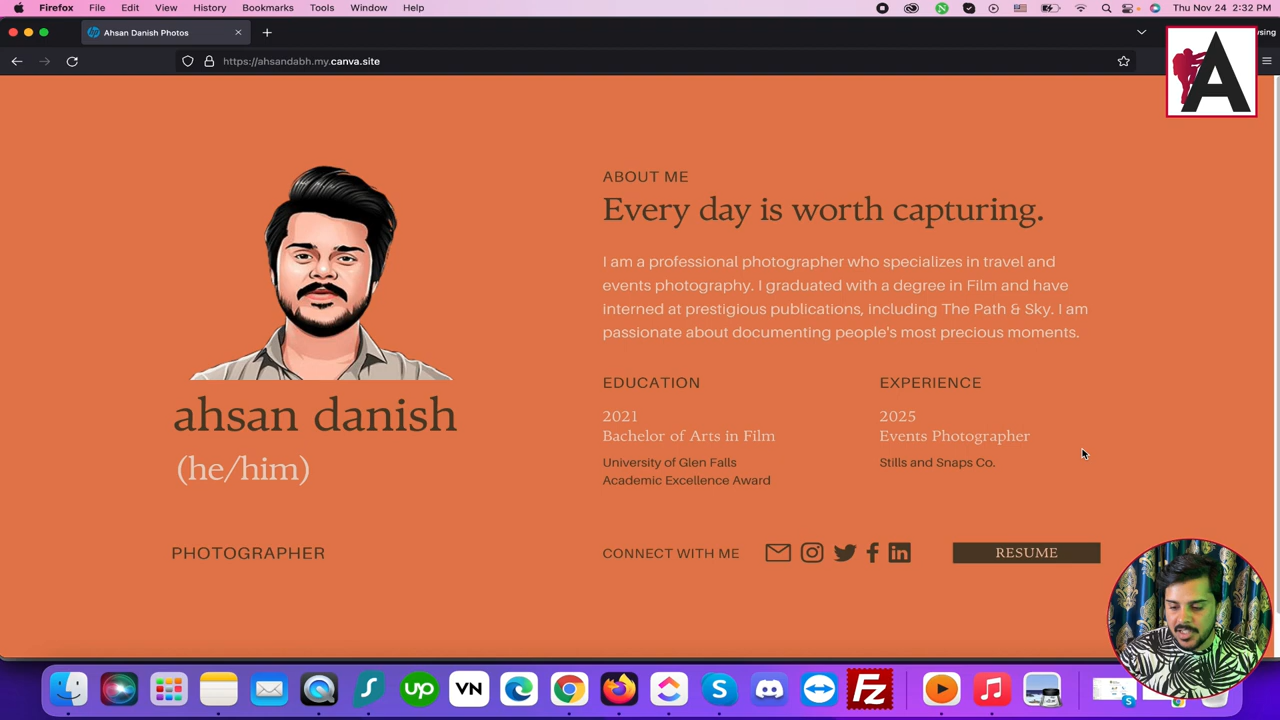 Firefox File Edit View History Bookmarks Tools Window Help Thu Nov 24 2:32 PM
Ahsan Danish Photos
https://ahsandabh.my.canva.site
A
ABOUT ME
Every day is worth capturing.
I am a professional photographer who specializes in travel and
events photography. I graduated with a degree in Film and have
interned at prestigious publications, including The Path & Sky. I am
passionate about documenting people's most precious moments.
ahsan danish
(he/him)
PHOTOGRAPHER
EDUCATION
2021
Bachelor of Arts in Film
University of Glen Falls
Academic Excellence Award
EXPERIENCE
2025
Events Photographer
Stills and Snaps Co.
CONNECT WITH ME
RESUME
up VN Fz